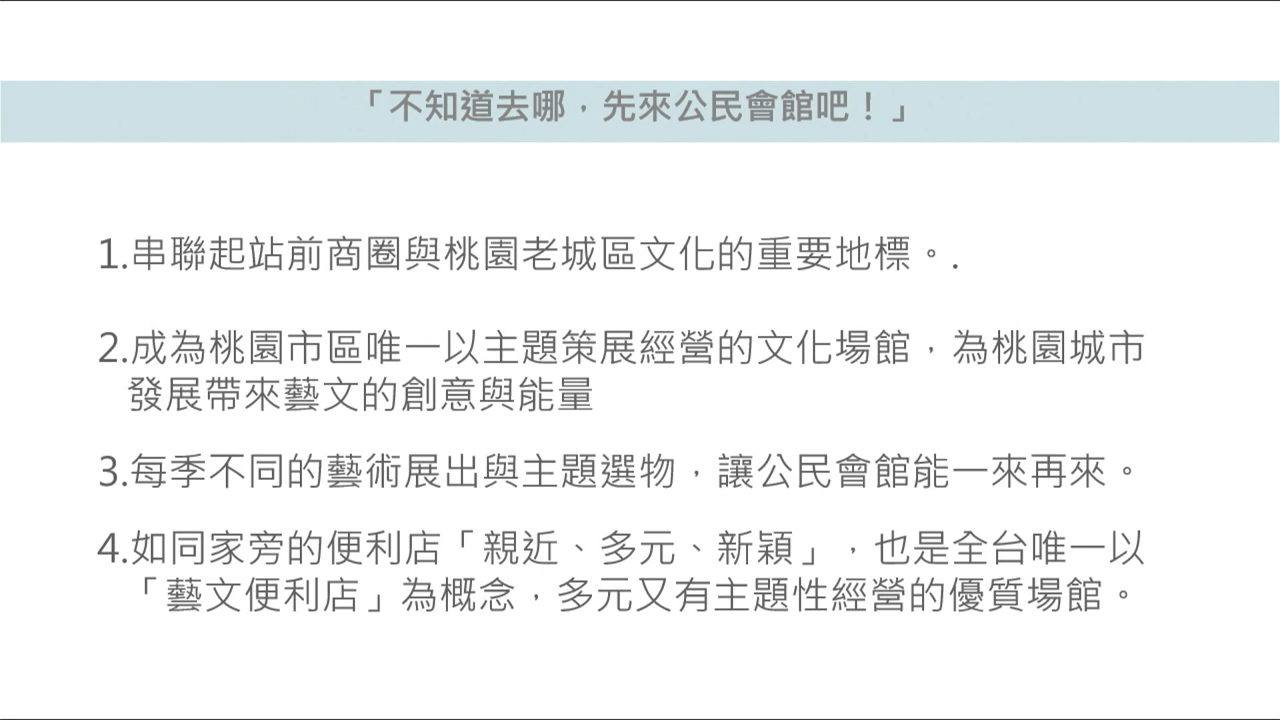 「不知道去哪，先來公民會館吧！」
1.串聯起站前商圈與桃園老城區文化的重要地標。.
2.成為桃園市區唯一以主題策展經營的文化場館，為桃園城市
發展帶來藝文的創意與能量
3.每季不同的藝術展出與主題選物，讓公民會館能一來再來。
4.如同家旁的便利店「親近、多元、新穎」，也是全台唯一以
「藝文便利店」為概念，多元又有主題性經營的優質場館。